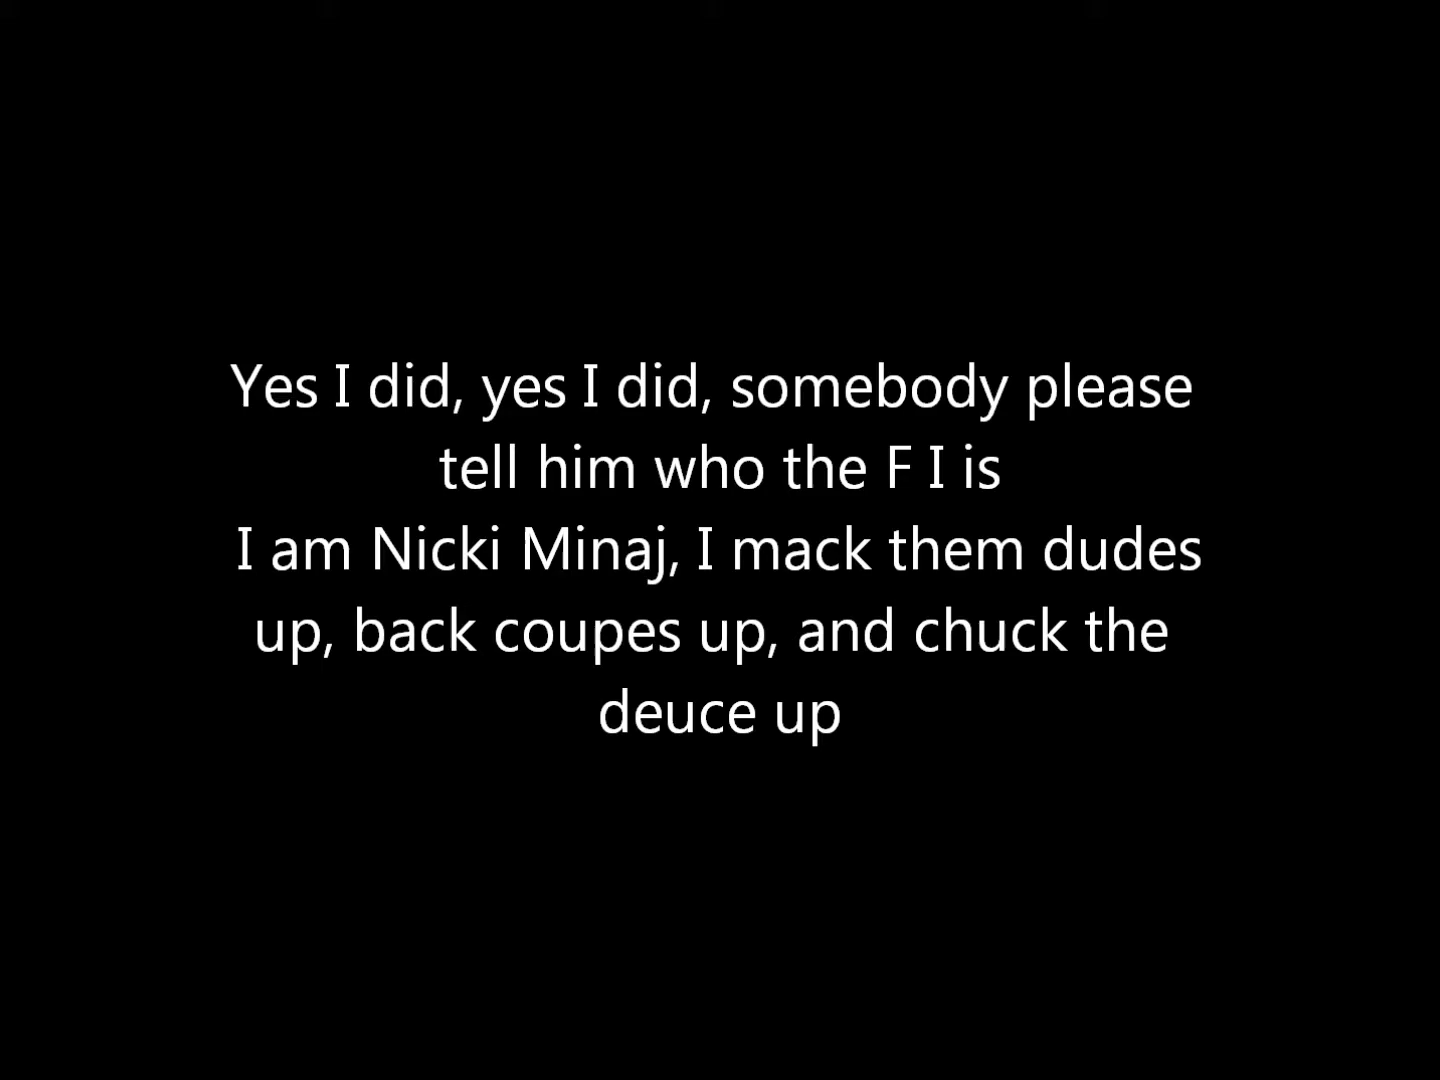 Yes I did, yes I did, somebody please
tell him who the F I is
I am Nicki Minaj, I mack them dudes
up, back coupes up, and chuck the
deuce up